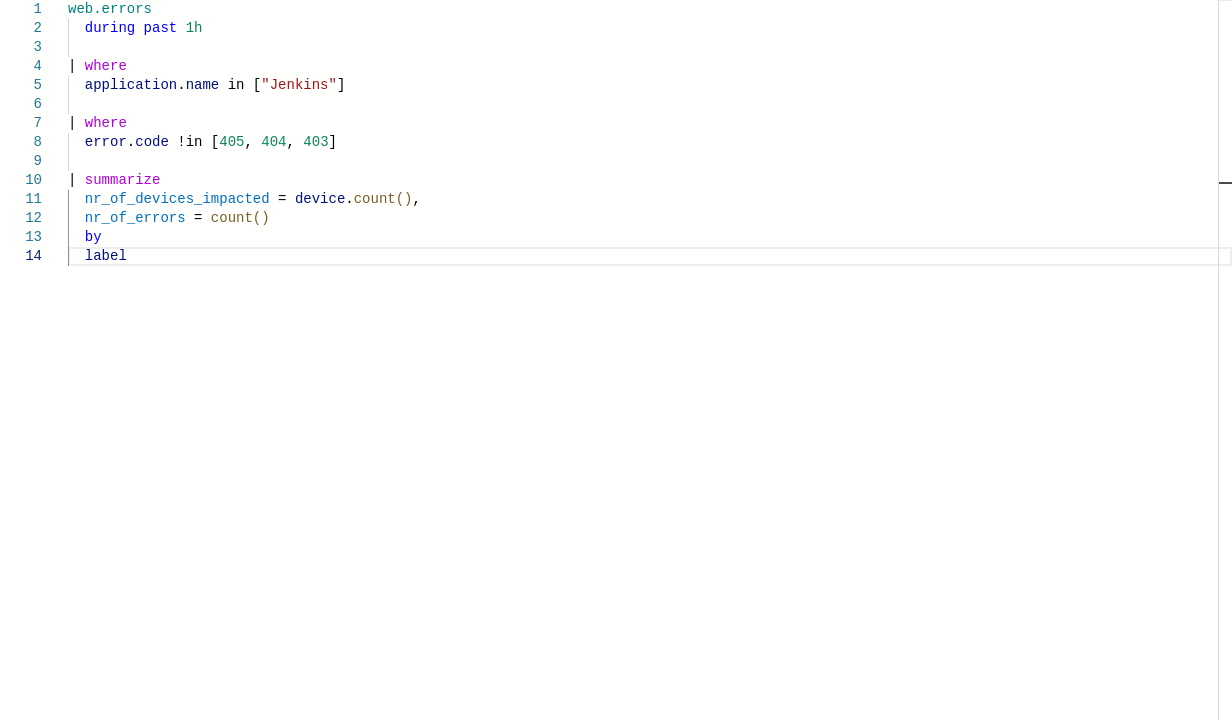 1 web.errors
2   during past 1h
3
4 | where
5   application.name in ["Jenkins"]
6
7 | where
8   error.code !in [405, 404, 403]
9
10 | summarize
11   nr_of_devices_impacted = device.count(),
12   nr_of_errors = count()
13   by
14   label